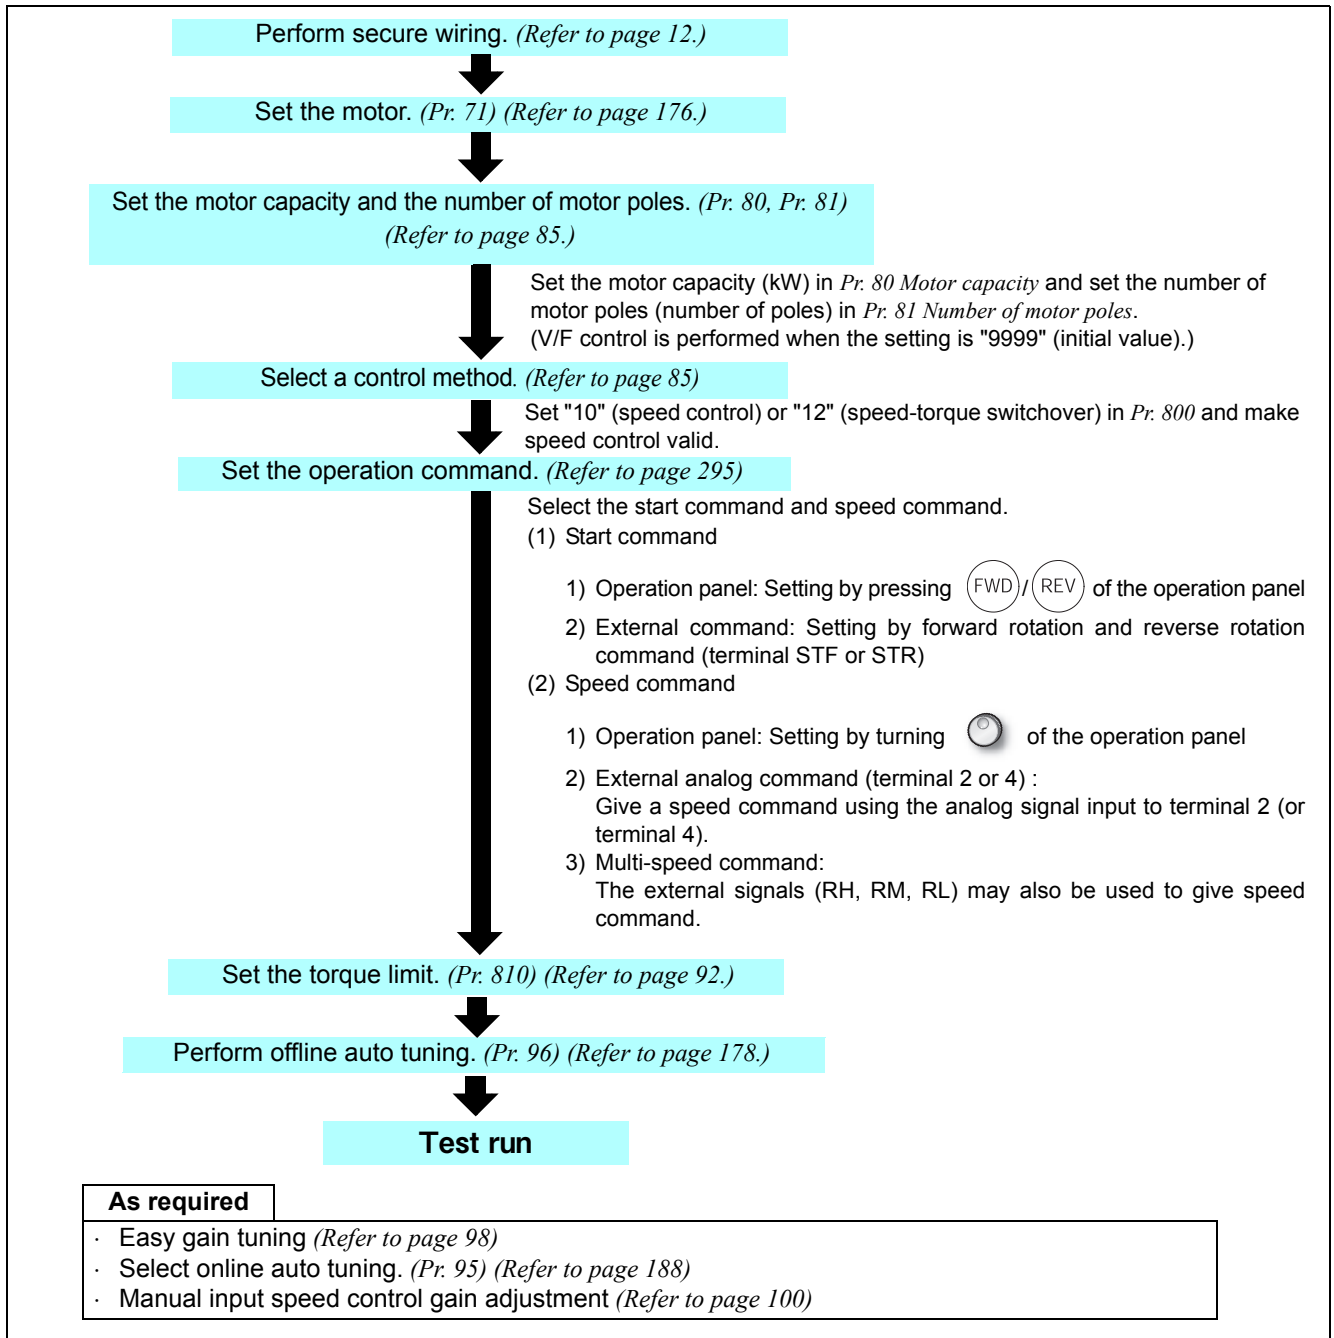 Perform secure wiring. (Refer to page 12.)
Set the motor. (Pr. 71) (Refer to page 176.)
Set the motor capacity and the number of motor poles. (Pr. 80, Pr. 81)
(Refer to page 85.)
Set the motor capacity (kW) in Pr. 80 Motor capacity and set the number of
motor poles (number of poles) in Pr. 81 Number of motor poles.
(V/F control is performed when the setting is "9999" (initial value).)
Select a control method. (Refer to page 85)
Set "10" (speed control) or "12" (speed-torque switchover) in Pr. 800 and make
speed control valid.
Set the operation command. (Refer to page 295)
Select the start command and speed command.
(1) Start command
1) Operation panel: Setting by pressing FWD/REV of the operation panel
2) External command: Setting by forward rotation and reverse rotation
command (terminal STF or STR)
(2) Speed command
1) Operation panel: Setting by turning of the operation panel
2) External analog command (terminal 2 or 4) :
Give a speed command using the analog signal input to terminal 2 (or
terminal 4).
3) Multi-speed command:
The external signals (RH, RM, RL) may also be used to give speed
command.
Set the torque limit. (Pr. 810) (Refer to page 92.)
Perform offline auto tuning. (Pr. 96) (Refer to page 178.)
Test run
As required
· Easy gain tuning (Refer to page 98)
· Select online auto tuning. (Pr. 95) (Refer to page 188)
· Manual input speed control gain adjustment (Refer to page 100)